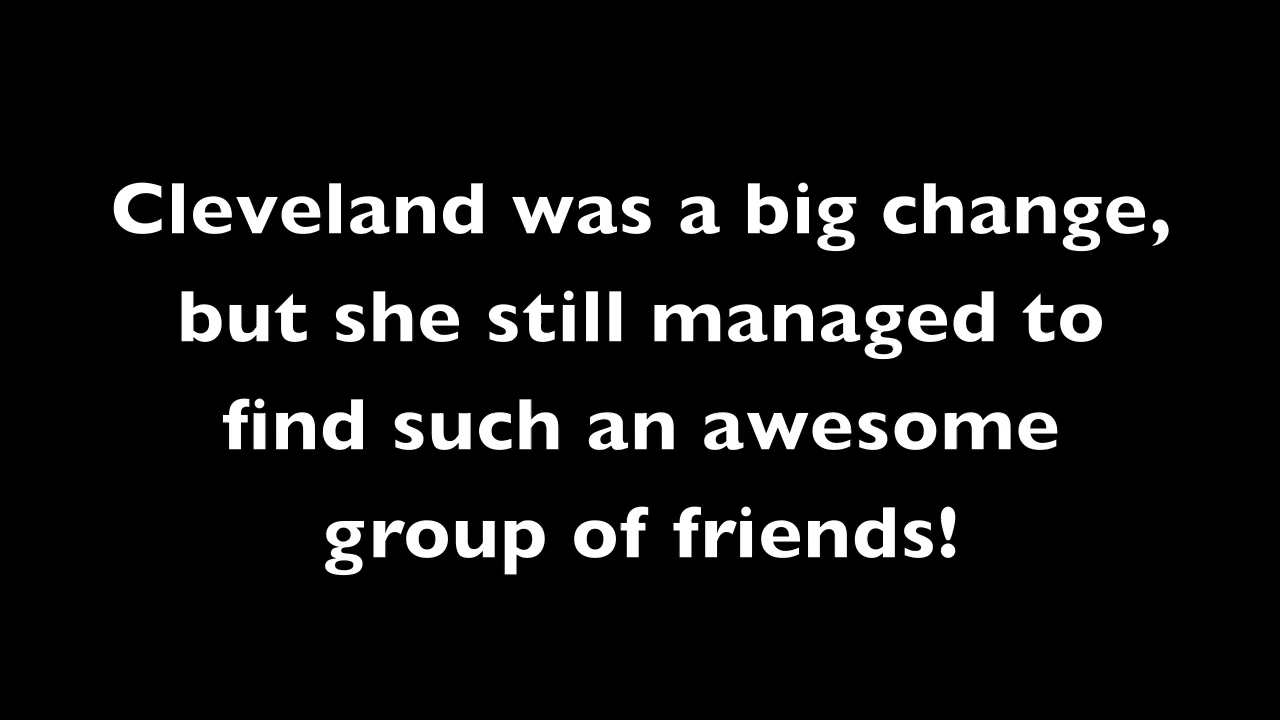 Cleveland was a big change,
but she still managed to
find such an awesome
group of friends!